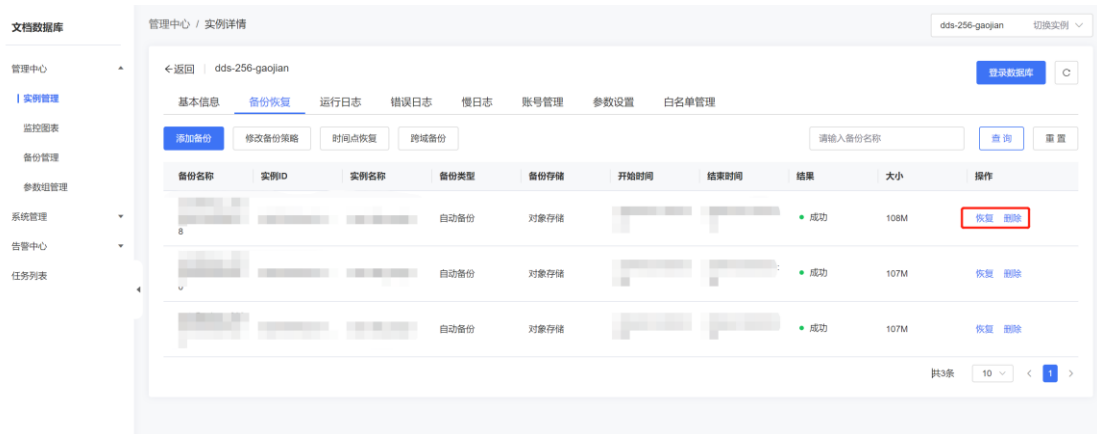 文档数据库
管理中心 / 实例详情
dds-256-gaojian 切换实例
管理中心
实例管理
监控图表
备份管理
参数组管理
系统管理
告警中心
任务列表
返回 dds-256-gaojian
登录数据库
基本信息 备份恢复 运行日志 错误日志 慢日志 账号管理 参数设置 白名单管理
添加备份 修改备份策略 时间点恢复 跨域备份 请输入备份名称 查询 重置
备份名称 实例ID 实例名称 备份类型 备份存储 开始时间 结束时间 结果 大小 操作
8 自动备份 对象存储 成功 108M 恢复 删除
自动备份 对象存储 成功 107M 恢复 删除
自动备份 对象存储 成功 107M 恢复 删除
共3条 10 1